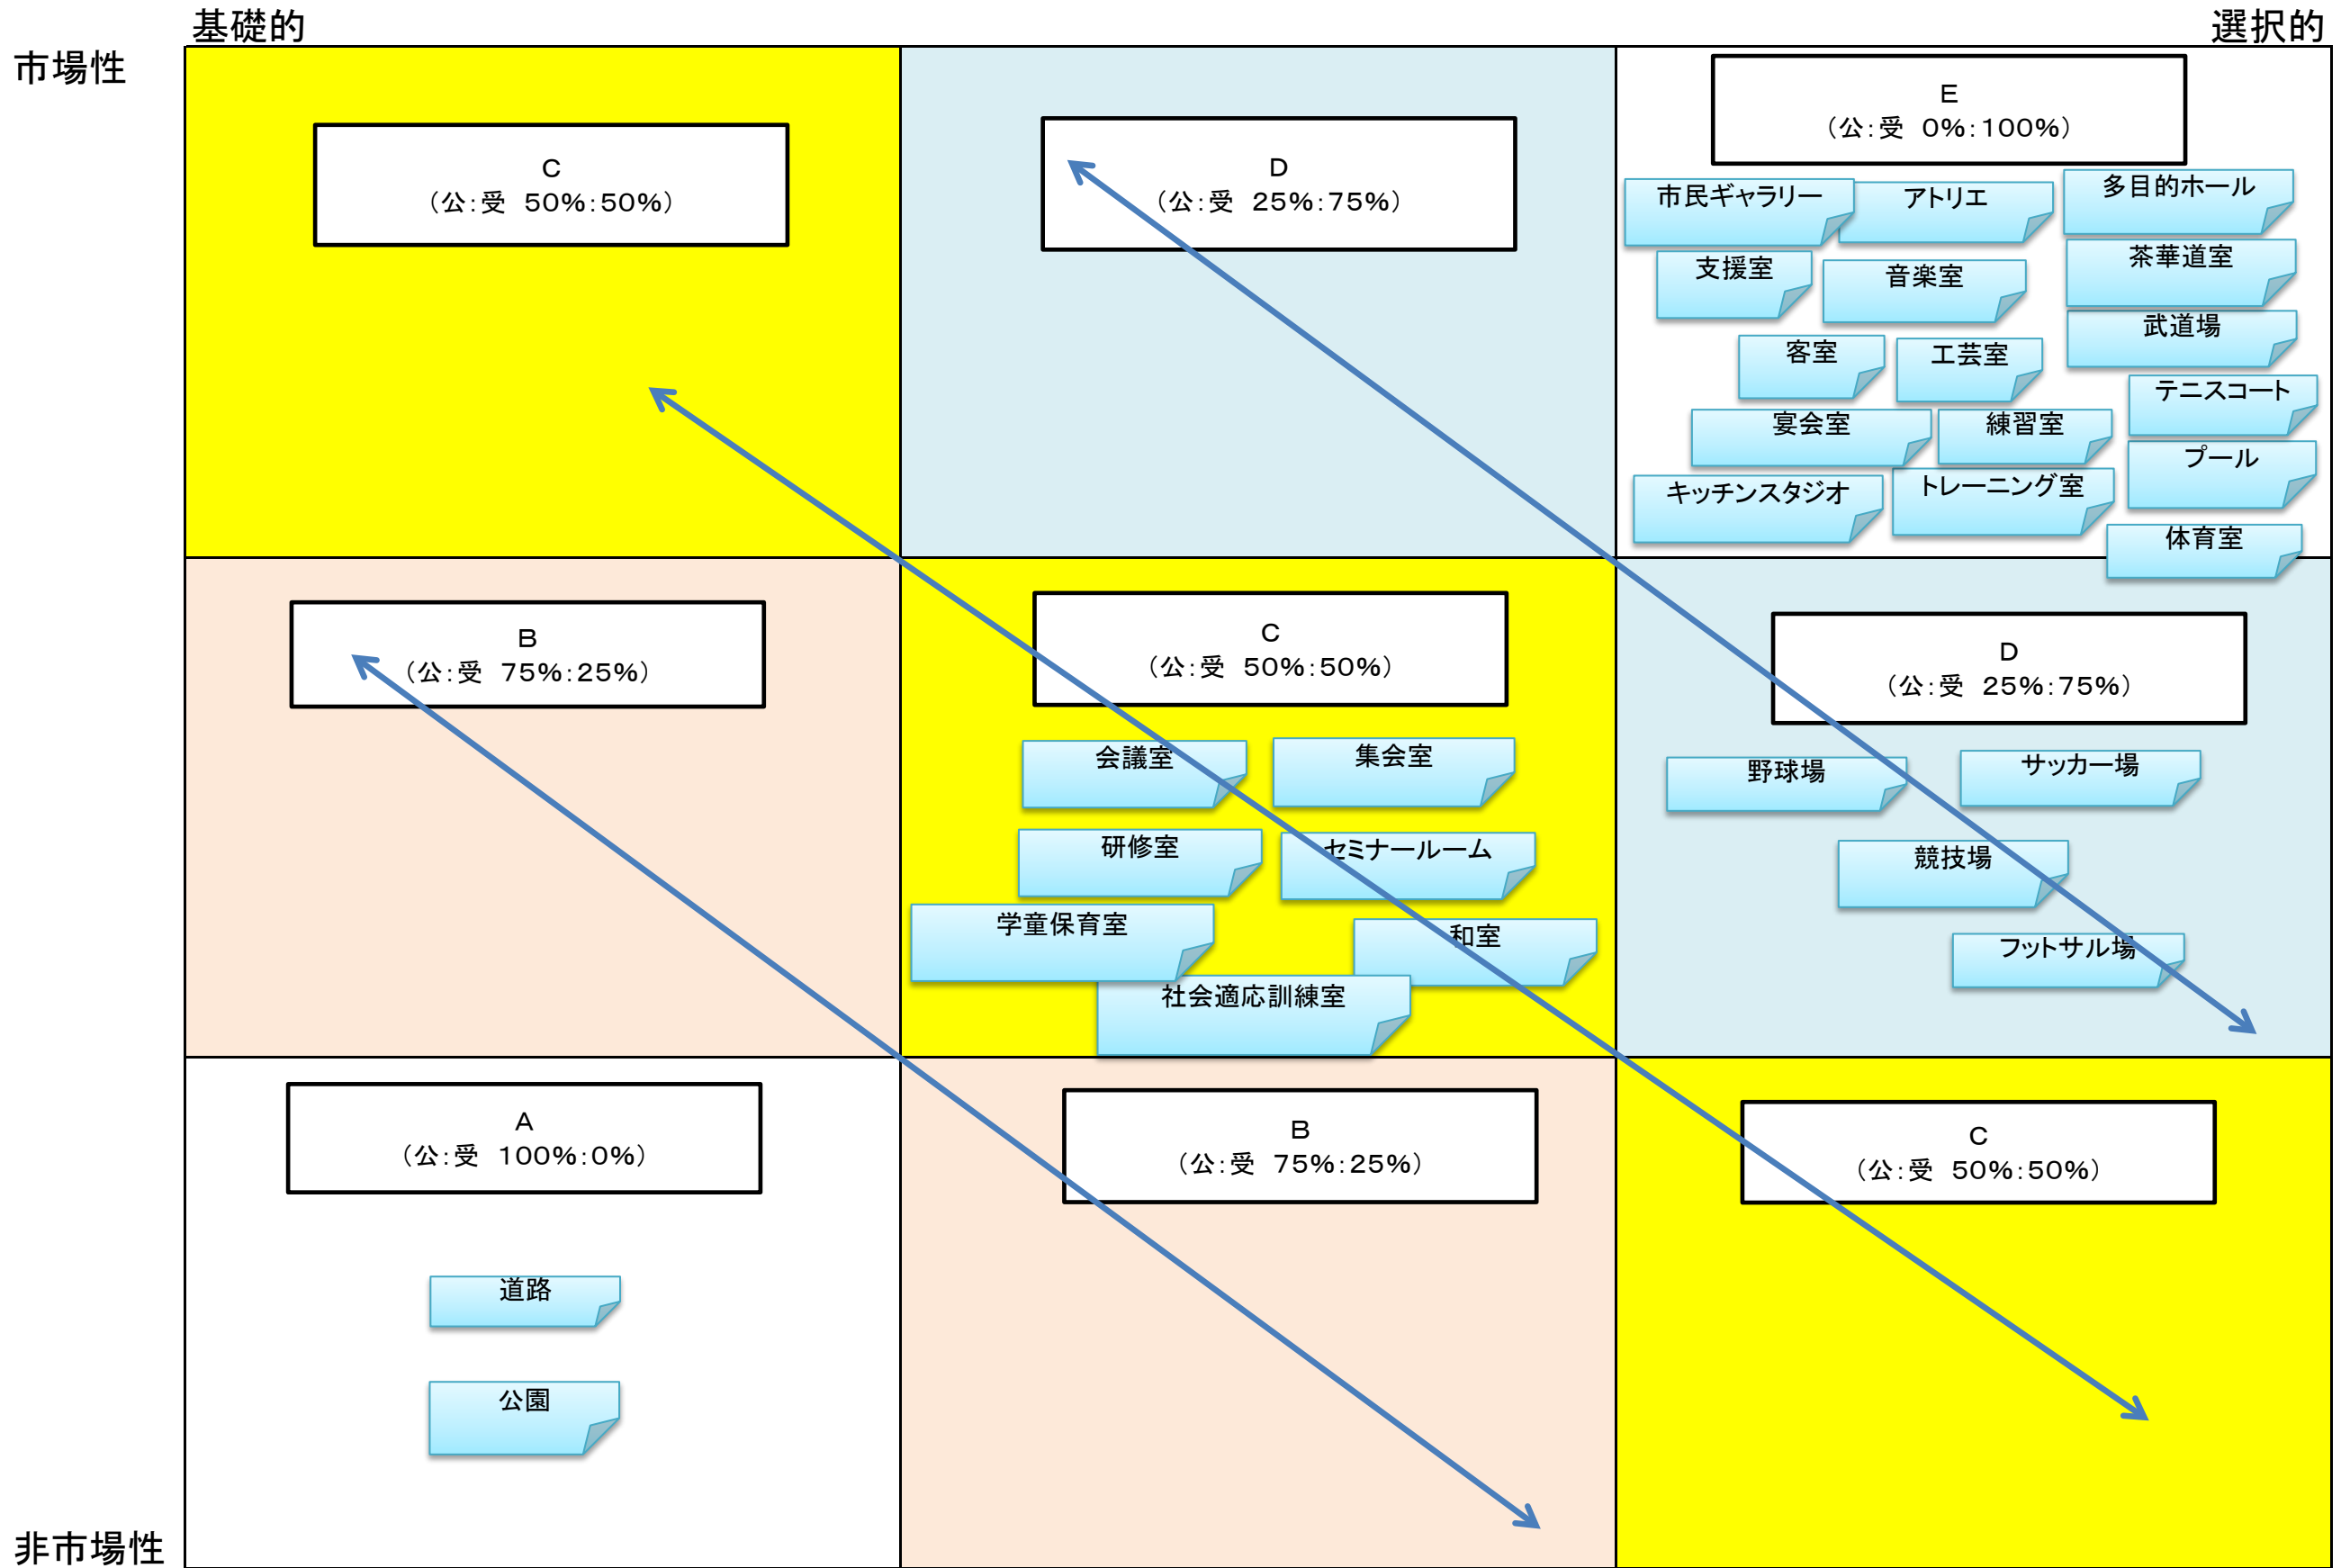 基礎的
選択的
市場性
C
（公：受 50%：50%）
D
（公：受 25%：75%）
E
（公：受 0%：100%）
市民ギャラリー
アトリエ
多目的ホール
支援室
音楽室
茶華道室
武道場
客室
工芸室
テニスコート
宴会室
練習室
プール
キッチンスタジオ
トレーニング室
体育室
B
（公：受 75%：25%）
C
（公：受 50%：50%）
会議室
集会室
研修室
セミナールーム
学童保育室
和室
社会適応訓練室
D
（公：受 25%：75%）
野球場
サッカー場
競技場
フットサル場
A
（公：受 100%：0%）
道路
公園
B
（公：受 75%：25%）
C
（公：受 50%：50%）
非市場性